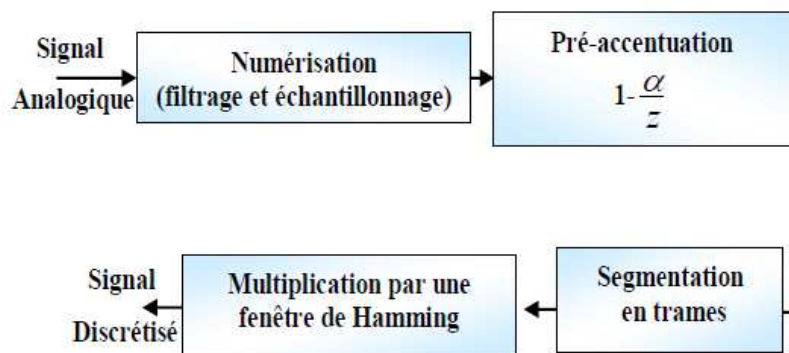 Signal
Analogique
Numérisation
(filtrage et échantillonnage)
Pré-accentuation
1-α/z
Signal
Discrétisé
Multiplication par une
fenêtre de Hamming
Segmentation
en trames